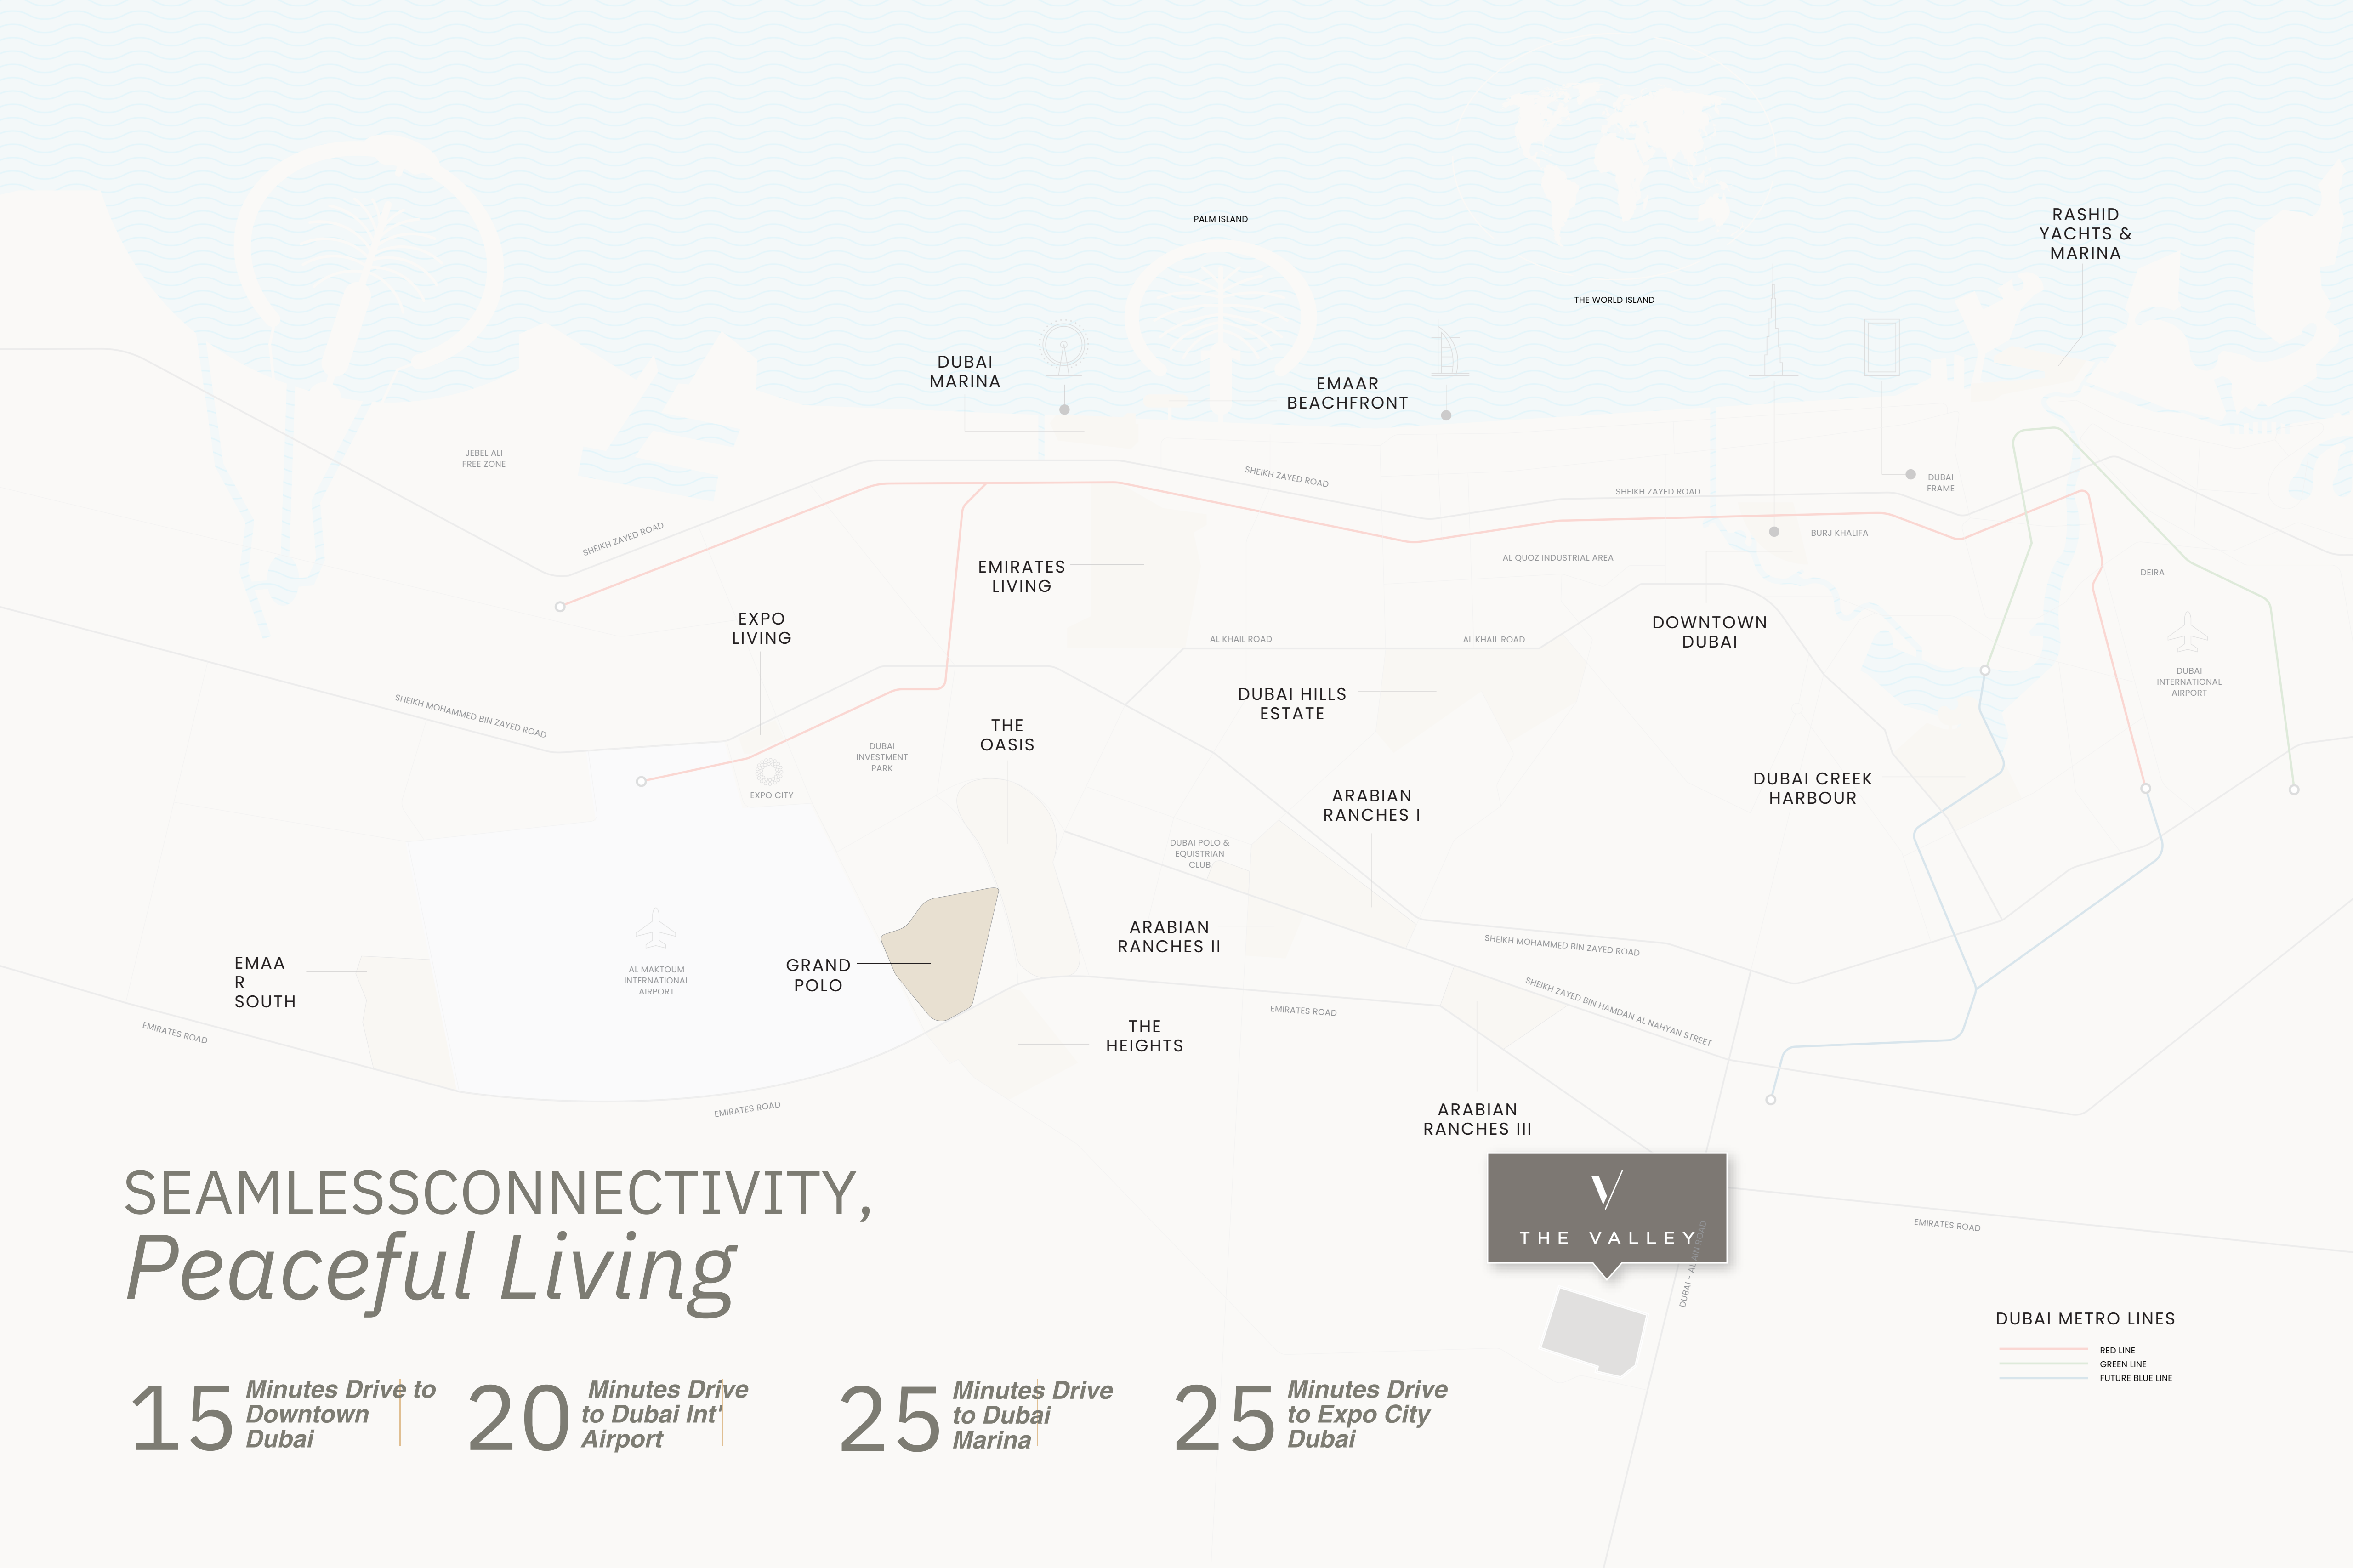 PALM ISLAND
THE WORLD ISLAND
RASHID
YACHTS &
MARINA
DUBAI
MARINA
EMAAR
BEACHFRONT
JEBEL ALI
FREE ZONE
SHEIKH ZAYED ROAD
SHEIKH ZAYED ROAD
SHEIKH ZAYED ROAD
DUBAI
FRAME
BURJ KHALIFA
AL QUOZ INDUSTRIAL AREA
DEIRA
EMIRATES
LIVING
EXPO
LIVING
AL KHAIL ROAD
AL KHAIL ROAD
DOWNTOWN
DUBAI
DUBAI
INTERNATIONAL
AIRPORT
SHEIKH MOHAMMED BIN ZAYED ROAD
DUBAI HILLS
ESTATE
THE
OASIS
DUBAI
INVESTMENT
PARK
EXPO CITY
DUBAI CREEK
HARBOUR
ARABIAN
RANCHES I
DUBAI POLO &
EQUISTRIAN
CLUB
ARABIAN
RANCHES II
SHEIKH MOHAMMED BIN ZAYED ROAD
EMAA
R
SOUTH
AL MAKTOUM
INTERNATIONAL
AIRPORT
GRAND
POLO
SHEIKH ZAYED BIN HAMDAN AL NAHYAN STREET
EMIRATES ROAD
EMIRATES ROAD
THE
HEIGHTS
EMIRATES ROAD
ARABIAN
RANCHES III
SEAMLESSCONNECTIVITY,
Peaceful Living
THE VALLEY
DUBAI - AL AIN ROAD
EMIRATES ROAD
DUBAI METRO LINES
RED LINE
GREEN LINE
FUTURE BLUE LINE
15 Minutes Drive to
Downtown
Dubai
20 Minutes Drive
to Dubai Int'
Airport
25 Minutes Drive
to Dubai
Marina
25 Minutes Drive
to Expo City
Dubai